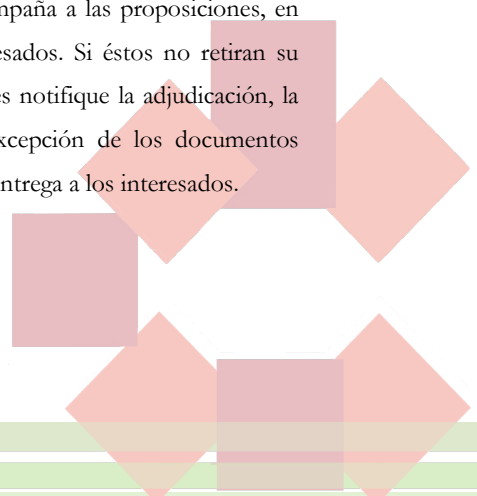 mpaña a las proposiciones, en
esados. Si éstos no retiran su
es notifique la adjudicación, la
xcepción de los documentos
ntrega a los interesados.